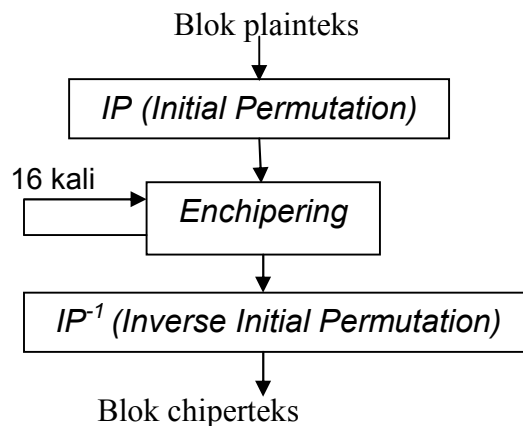 Blok plainteks
IP (Initial Permutation)
16 kali
Enchipering
IP⁻¹ (Inverse Initial Permutation)
Blok chiperteks